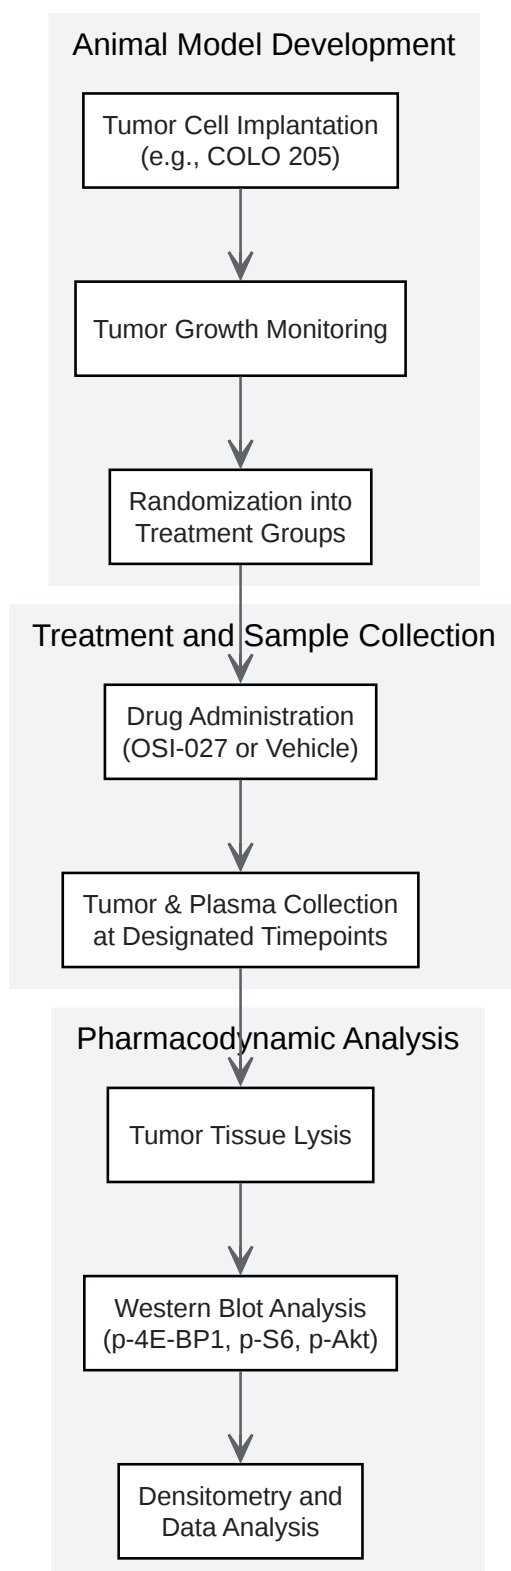 Animal Model Development
Tumor Cell Implantation
(e.g., COLO 205)
Tumor Growth Monitoring
Randomization into
Treatment Groups
Treatment and Sample Collection
Drug Administration
(OSI-027 or Vehicle)
Tumor & Plasma Collection
at Designated Timepoints
Pharmacodynamic Analysis
Tumor Tissue Lysis
Western Blot Analysis
(p-4E-BP1, p-S6, p-Akt)
Densitometry and
Data Analysis